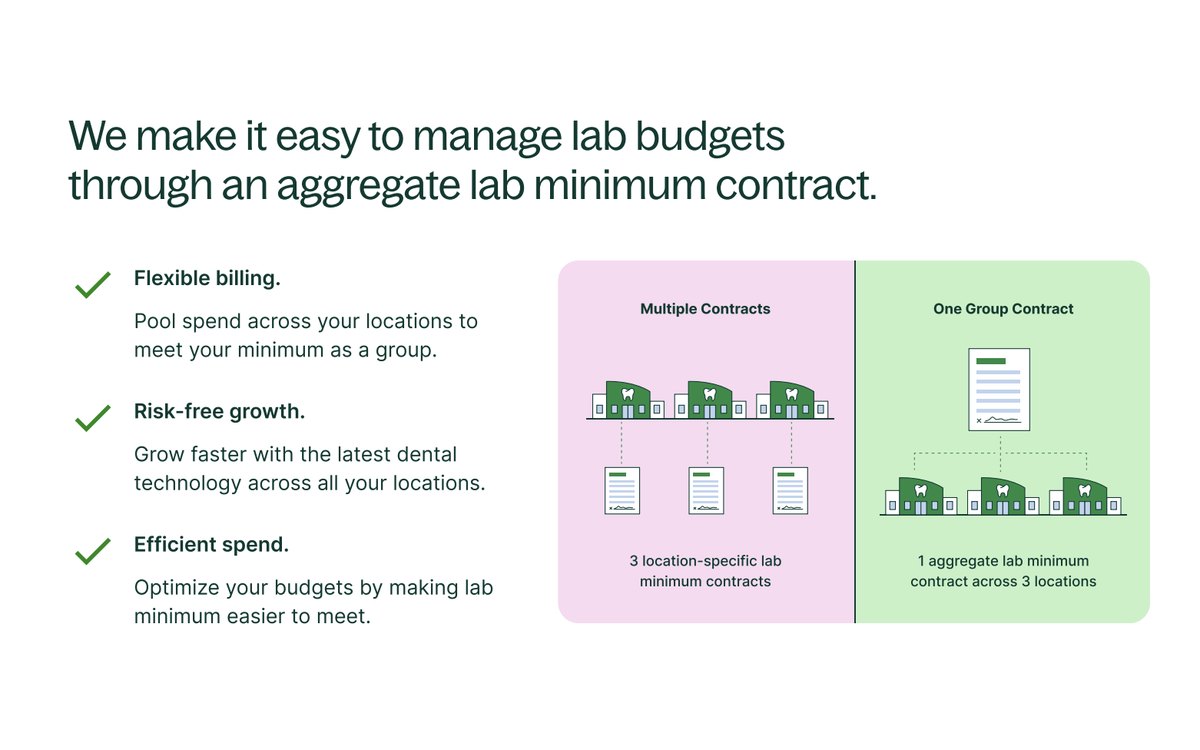 We make it easy to manage lab budgets
through an aggregate lab minimum contract.
Flexible billing.
Pool spend across your locations to
meet your minimum as a group.
Risk-free growth.
Grow faster with the latest dental
technology across all your locations.
Efficient spend.
Optimize your budgets by making lab
minimum easier to meet.
Multiple Contracts
3 location-specific lab
minimum contracts
One Group Contract
1 aggregate lab minimum
contract across 3 locations